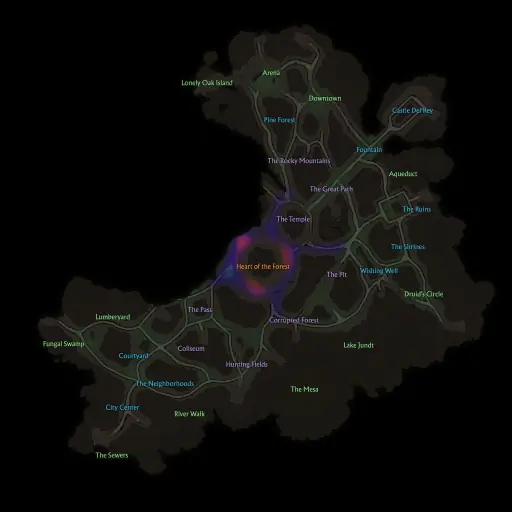 Arena
Lonely Oak Island
Downtown
Castle Del Rey
Pine Forest
Fountain
The Rocky Mountains
Aqueduct
The Great Path
The Ruins
The Temple
The Shrines
Heart of the Forest
Wishing Well
The Pit
Druid's Circle
The Pass
Lumberyard
Corrupted Forest
Fungal Swamp
Lake Jundt
Coliseum
Courtyard
Hunting Fields
The Neighborhoods
The Mesa
City Center
River Walk
The Sewers